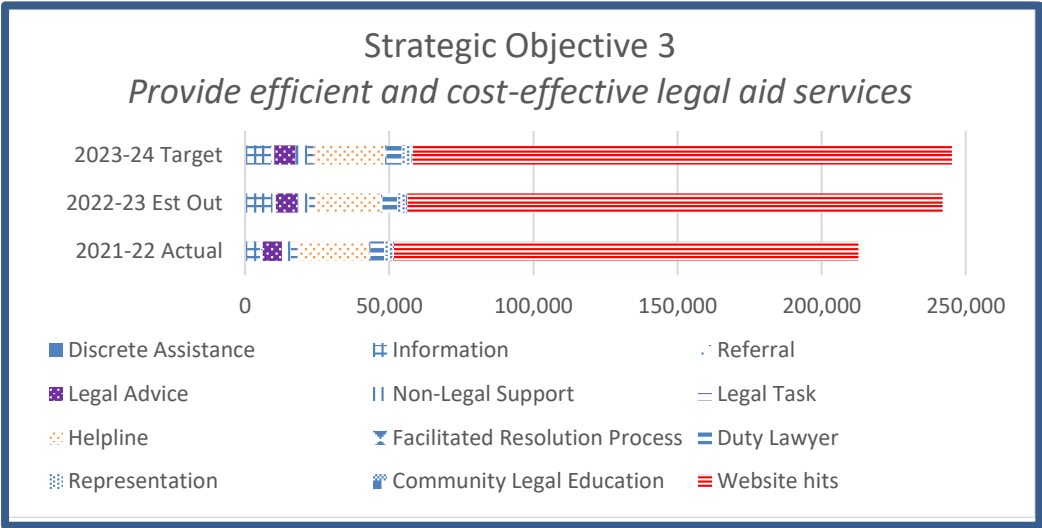 Strategic Objective 3
Provide efficient and cost-effective legal aid services
2023-24 Target
2022-23 Est Out
2021-22 Actual
0 50,000 100,000 150,000 200,000 250,000
Discrete Assistance Information Referral
Legal Advice Non-Legal Support Legal Task
Helpline Facilitated Resolution Process Duty Lawyer
Representation Community Legal Education Website hits